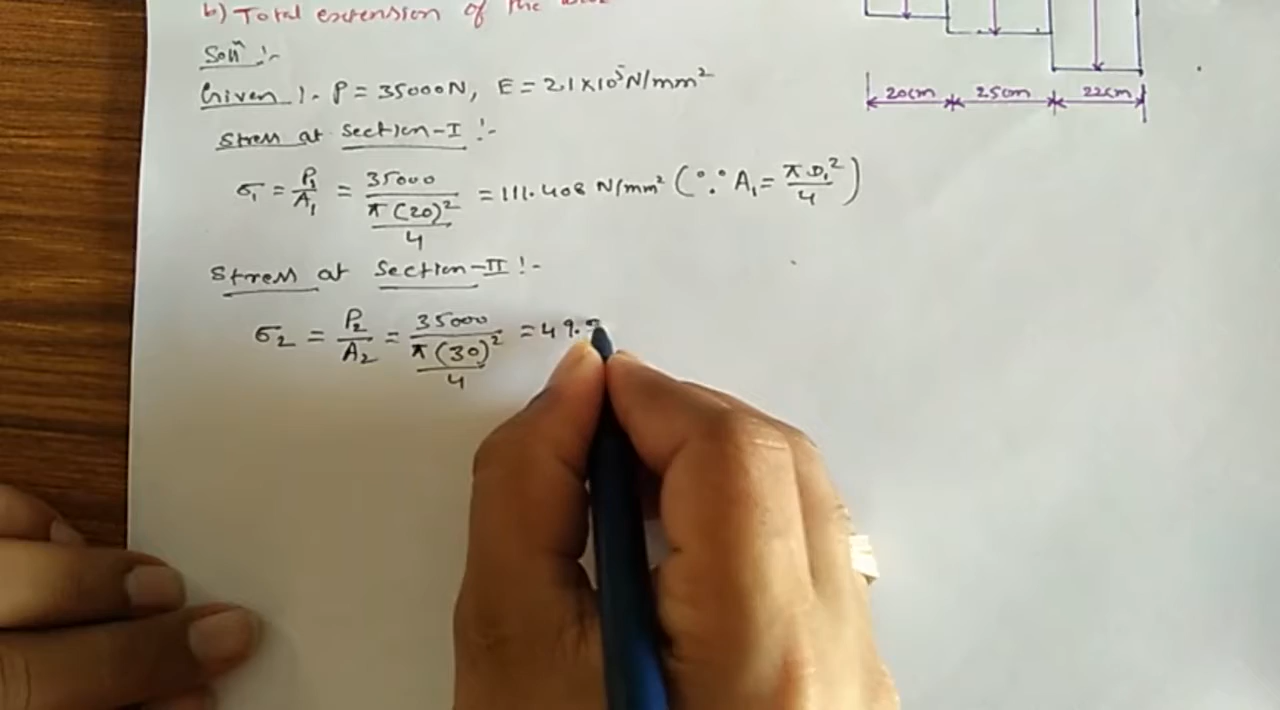 b) Total extension of the
Solⁿ :-
Given :- P = 35000N, E = 2.1×10⁵N/mm²
Stress at Section-I :-
σ₁ = P₁/A₁ = 35000/(π(20)²/4) = 111.408 N/mm² (∵ A₁ = πD₁²/4)
Stress at Section-II :-
σ₂ = P₂/A₂ = 35000/(π(30)²/4) = 49.
20cm 25cm 22cm